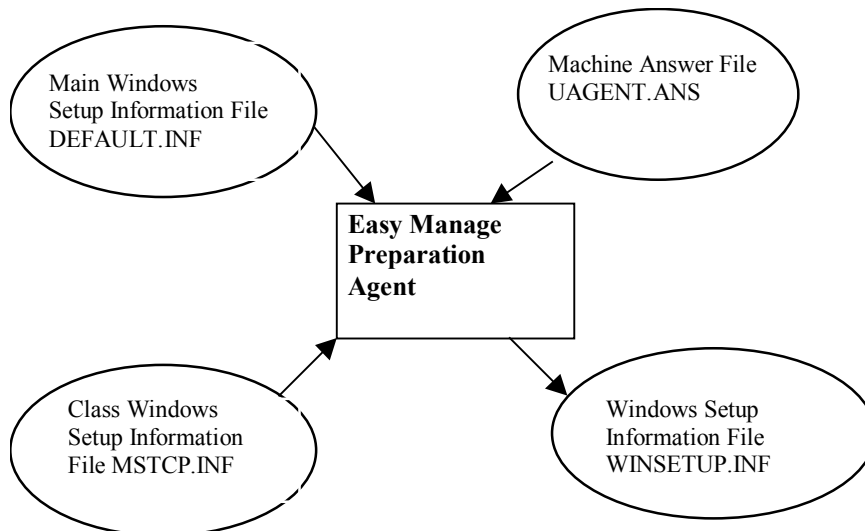 Main Windows
Setup Information File
DEFAULT.INF
Machine Answer File
UAGENT.ANS
Easy Manage
Preparation
Agent
Class Windows
Setup Information
File MSTCP.INF
Windows Setup
Information File
WINSETUP.INF